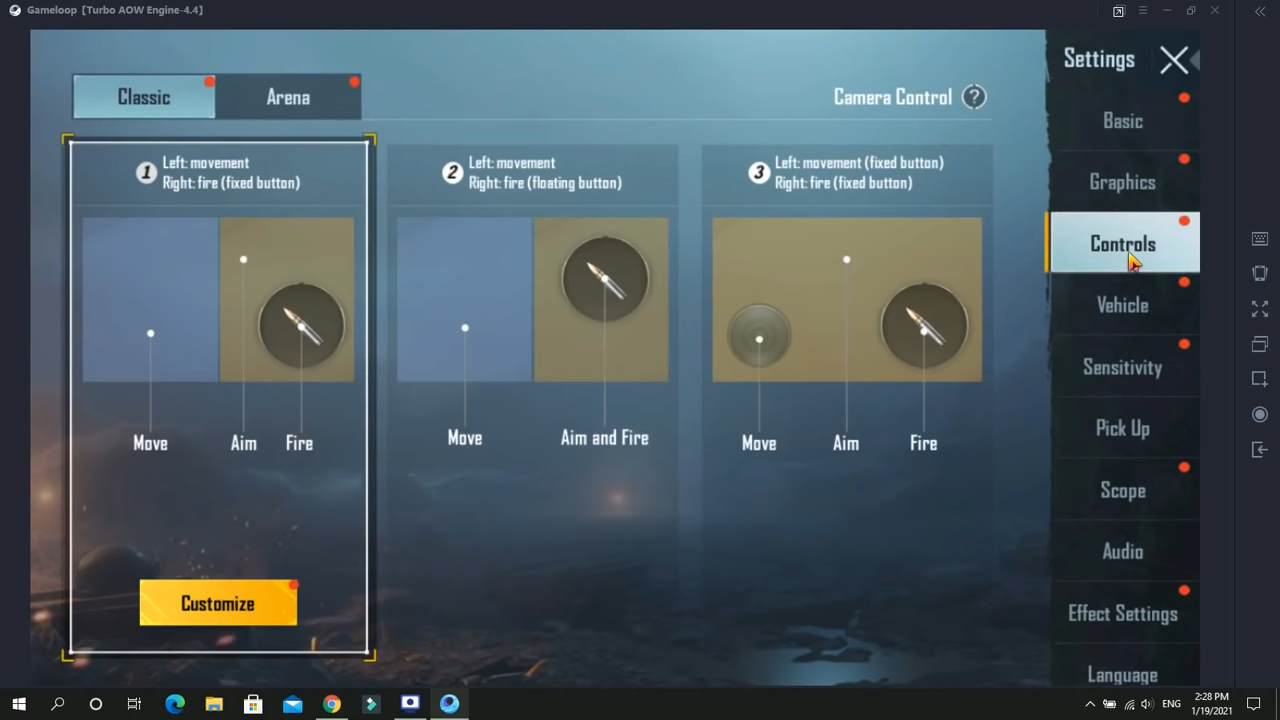 Gameloop [Turbo AOW Engine-4.4]
Settings
Classic
Arena
Camera Control ?
Basic
Graphics
Controls
Vehicle
Sensitivity
Pick Up
Scope
Audio
Effect Settings
Language
1
Left: movement
Right: fire (fixed button)
Move
Aim
Fire
Customize
2
Left: movement
Right: fire (floating button)
Move
Aim and Fire
3
Left: movement (fixed button)
Right: fire (fixed button)
Move
Aim
Fire
ENG
2:28 PM
1/19/2021